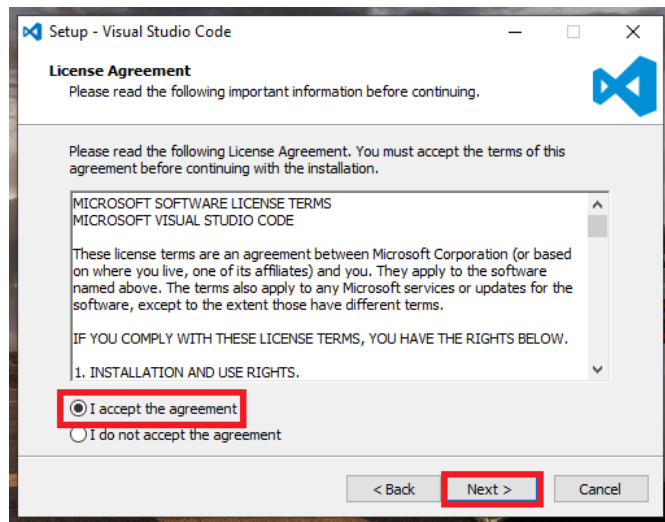 Setup - Visual Studio Code
License Agreement
Please read the following important information before continuing.
Please read the following License Agreement. You must accept the terms of this
agreement before continuing with the installation.
MICROSOFT SOFTWARE LICENSE TERMS
MICROSOFT VISUAL STUDIO CODE
These license terms are an agreement between Microsoft Corporation (or based
on where you live, one of its affiliates) and you. They apply to the software
named above. The terms also apply to any Microsoft services or updates for the
software, except to the extent those have different terms.
IF YOU COMPLY WITH THESE LICENSE TERMS, YOU HAVE THE RIGHTS BELOW.
1. INSTALLATION AND USE RIGHTS.
I accept the agreement
I do not accept the agreement
< Back Next > Cancel